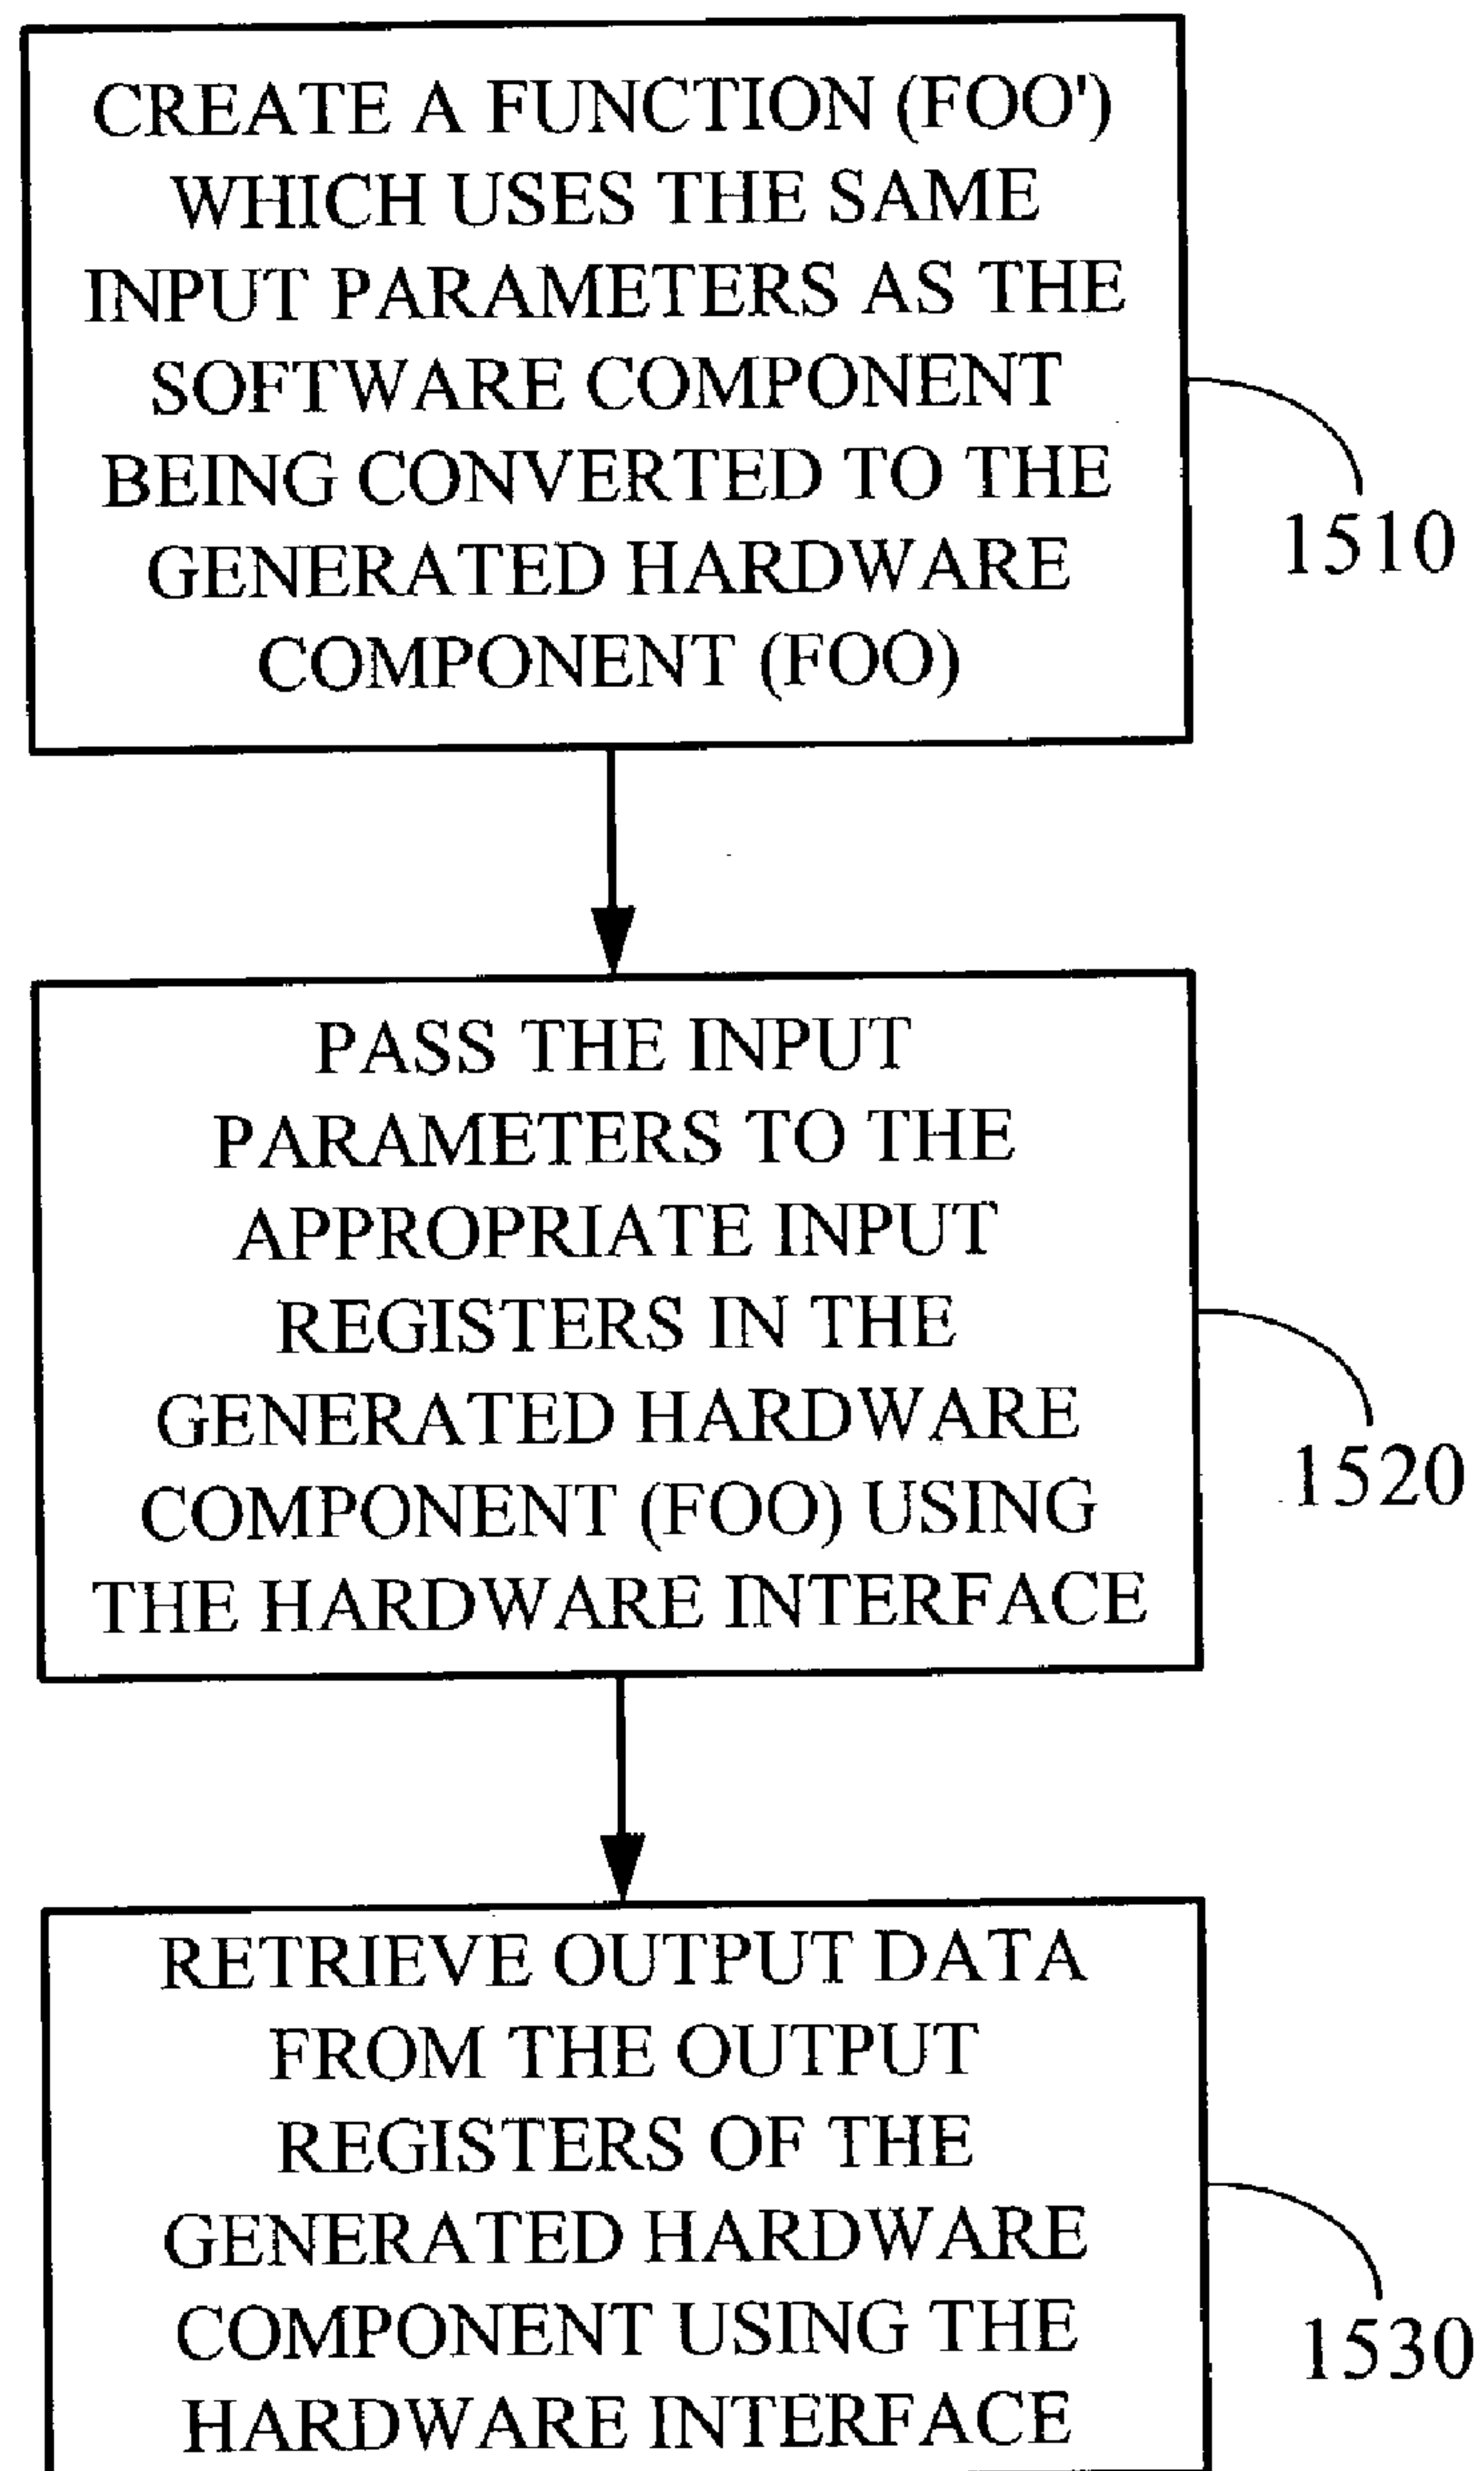 CREATE A FUNCTION (FOO')
WHICH USES THE SAME
INPUT PARAMETERS AS THE
SOFTWARE COMPONENT
BEING CONVERTED TO THE
GENERATED HARDWARE
COMPONENT (FOO)
1510
PASS THE INPUT
PARAMETERS TO THE
APPROPRIATE INPUT
REGISTERS IN THE
GENERATED HARDWARE
COMPONENT (FOO) USING
THE HARDWARE INTERFACE
1520
RETRIEVE OUTPUT DATA
FROM THE OUTPUT
REGISTERS OF THE
GENERATED HARDWARE
COMPONENT USING THE
HARDWARE INTERFACE
1530